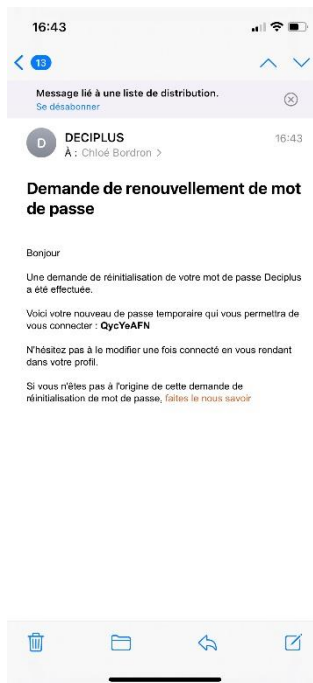 16:43
13
Message lié à une liste de distribution.
Se désabonner
D
DECIPLUS
16:43
À : Chloé Bordron >
Demande de renouvellement de mot
de passe
Bonjour
Une demande de réinitialisation de votre mot de passe Deciplus
a été effectuée.
Voici votre nouveau de passe temporaire qui vous permettra de
vous connecter : QycYeAFN
N'hésitez pas à le modifier une fois connecté en vous rendant
dans votre profil.
Si vous n'êtes pas à l'origine de cette demande de
réinitialisation de mot de passe, faites le nous savoir